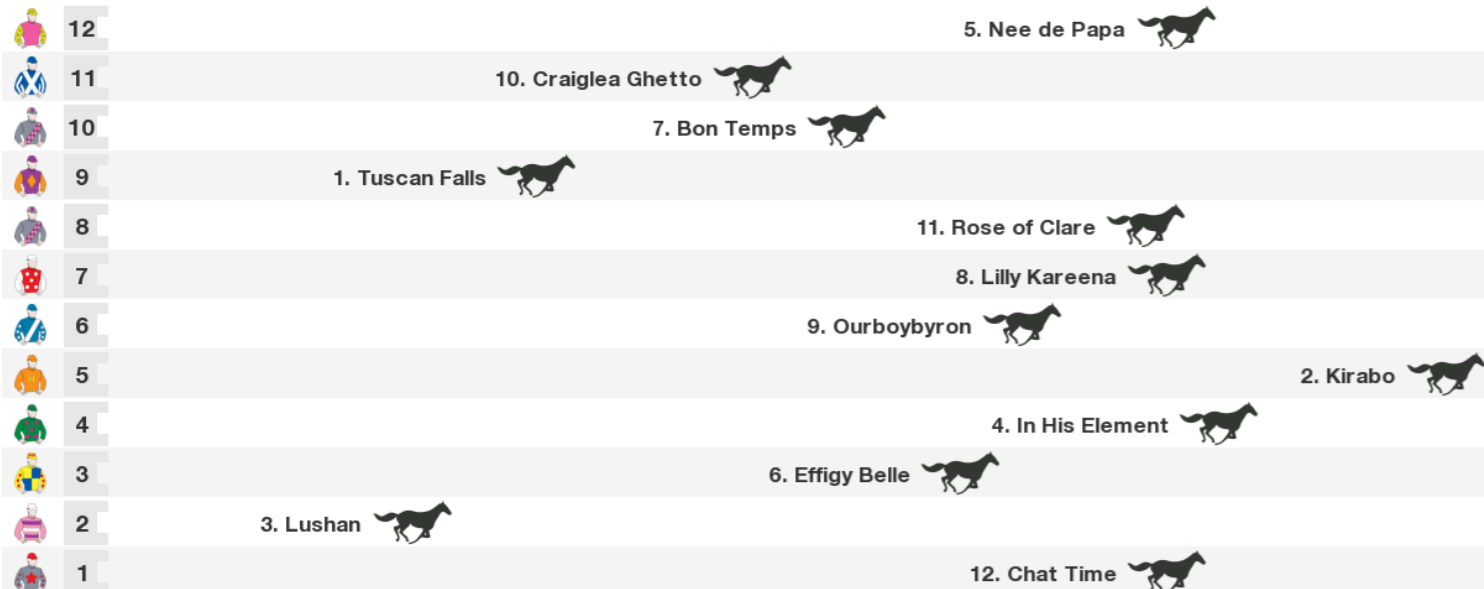 12 5. Nee de Papa
11 10. Craiglea Ghetto
10 7. Bon Temps
9 1. Tuscan Falls
8 11. Rose of Clare
7 8. Lilly Kareena
6 9. Ourboybyron
5 2. Kirabo
4 4. In His Element
3 6. Effigy Belle
2 3. Lushan
1 12. Chat Time